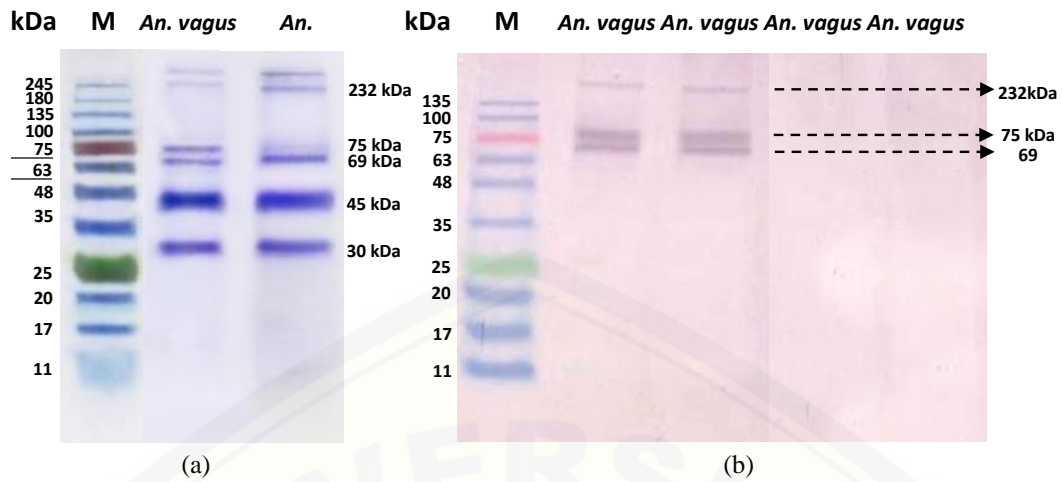 kDa M An. vagus An.
245
180
135
100
75
63
48
35
25
20
17
11
232 kDa
75 kDa
69 kDa
45 kDa
30 kDa
(a)
kDa M An. vagus An. vagus An. vagus An. vagus
135
100
75
63
48
35
25
20
17
11
232kDa
75 kDa
69
(b)
VERS